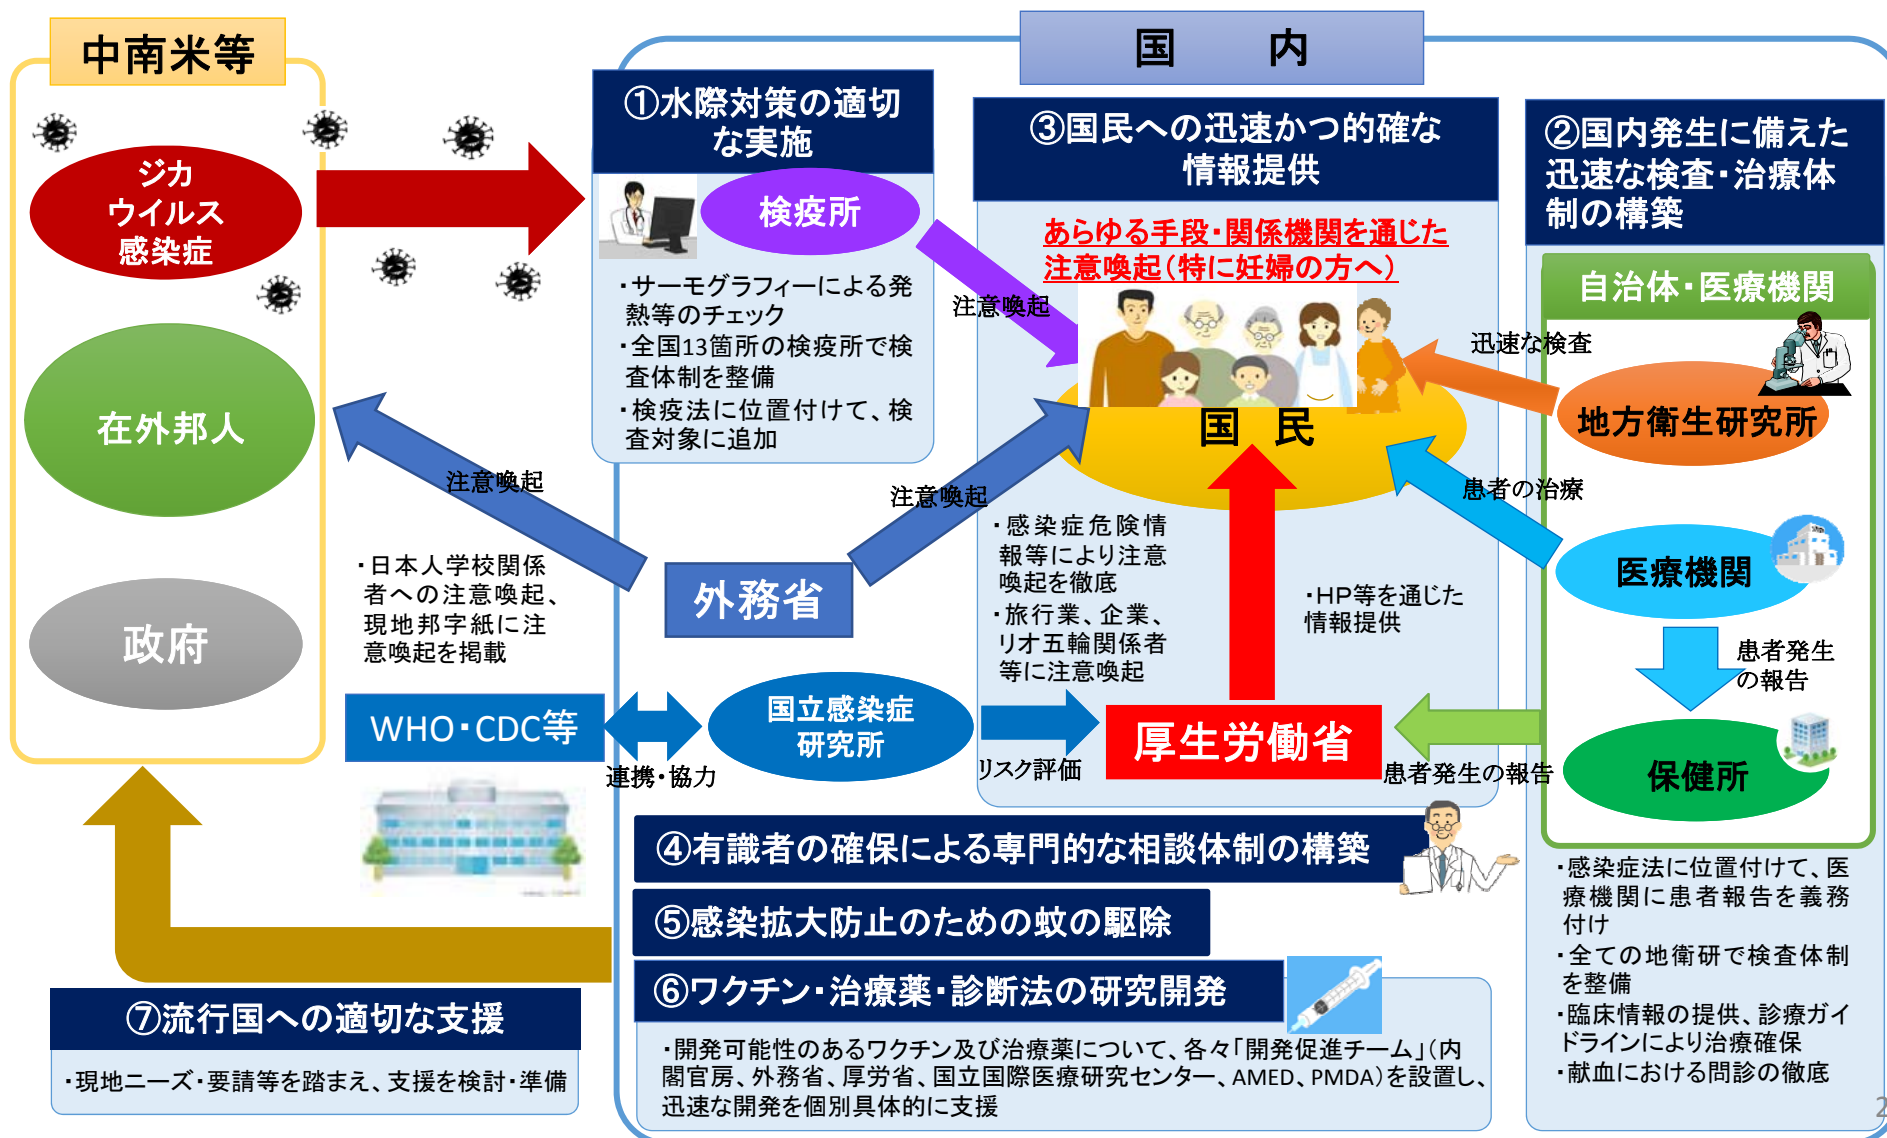 中南米等
ジカ
ウイルス
感染症
在外邦人
政府
国　内
①水際対策の適切
な実施
検疫所
・サーモグラフィーによる発
熱等のチェック
・全国13箇所の検疫所で検
査体制を整備
・検疫法に位置付けて、検
査対象に追加
③国民への迅速かつ的確な
情報提供
あらゆる手段・関係機関を通じた
注意喚起（特に妊婦の方へ）
注意喚起
国　民
②国内発生に備えた
迅速な検査・治療体
制の構築
自治体・医療機関
迅速な検査
地方衛生研究所
患者の治療
医療機関
患者発生
の報告
保健所
注意喚起
注意喚起
・日本人学校関係
者への注意喚起、
現地邦字紙に注
意喚起を掲載
外務省
・感染症危険情
報等により注意
喚起を徹底
・旅行業、企業、
リオ五輪関係者
等に注意喚起
・HP等を通じた
情報提供
WHO・CDC等
連携・協力
国立感染症
研究所
リスク評価
厚生労働省
患者発生の報告
④有識者の確保による専門的な相談体制の構築
⑤感染拡大防止のための蚊の駆除
⑥ワクチン・治療薬・診断法の研究開発
・開発可能性のあるワクチン及び治療薬について、各々「開発促進チーム」（内
閣官房、外務省、厚労省、国立国際医療研究センター、AMED、PMDA）を設置し、
迅速な開発を個別具体的に支援
・感染症法に位置付けて、医
療機関に患者報告を義務
付け
・全ての地衛研で検査体制
を整備
・臨床情報の提供、診療ガイ
ドラインにより治療確保
・献血における問診の徹底
⑦流行国への適切な支援
・現地ニーズ・要請等を踏まえ、支援を検討・準備
2